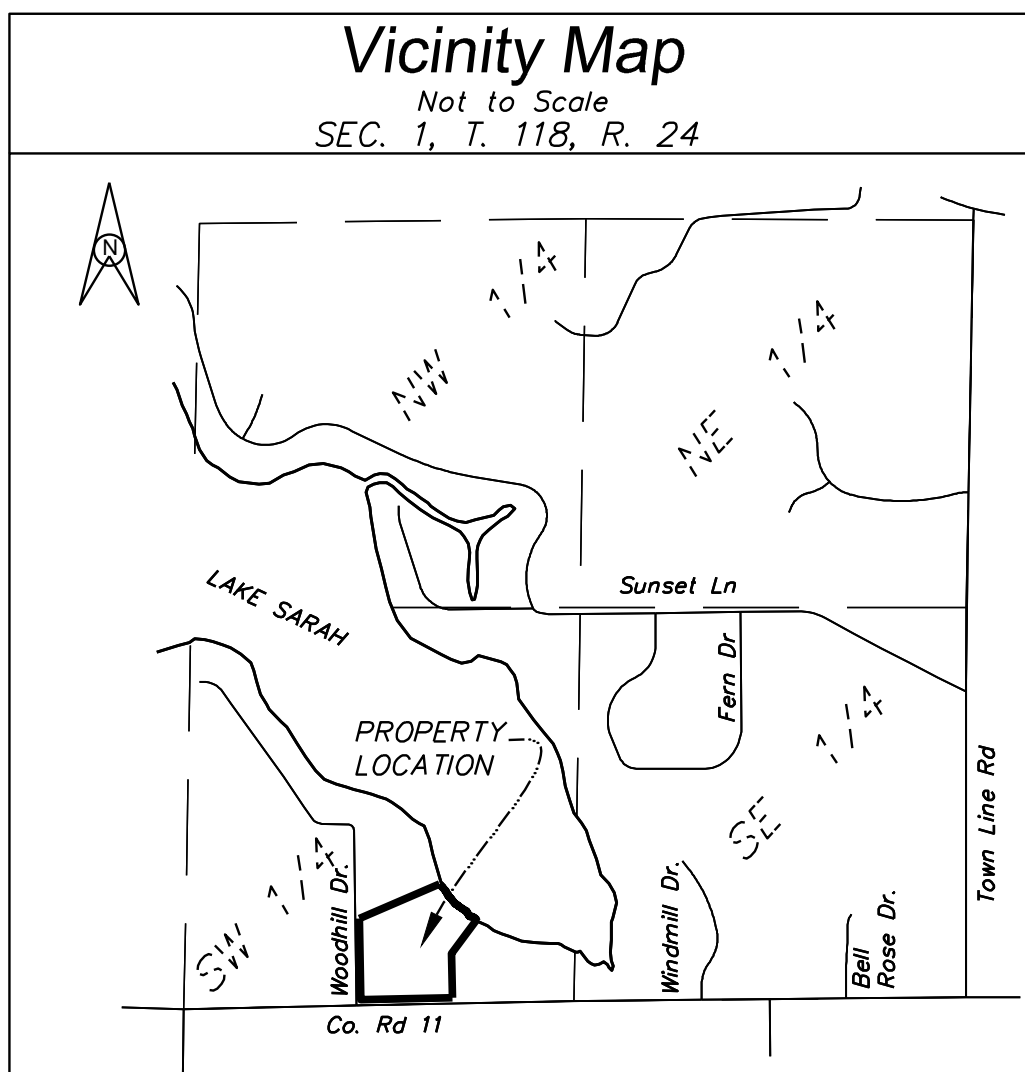 Vicinity Map
Not to Scale
SEC. 1, T. 118, R. 24
N
NW 1/4
NE 1/4
Sunset Ln
LAKE SARAH
Fern Dr
PROPERTY
LOCATION
SE 1/4
Town Line Rd
SW 1/4
Woodhill Dr.
Windmill Dr.
Bell
Rose Dr.
Co. Rd 11